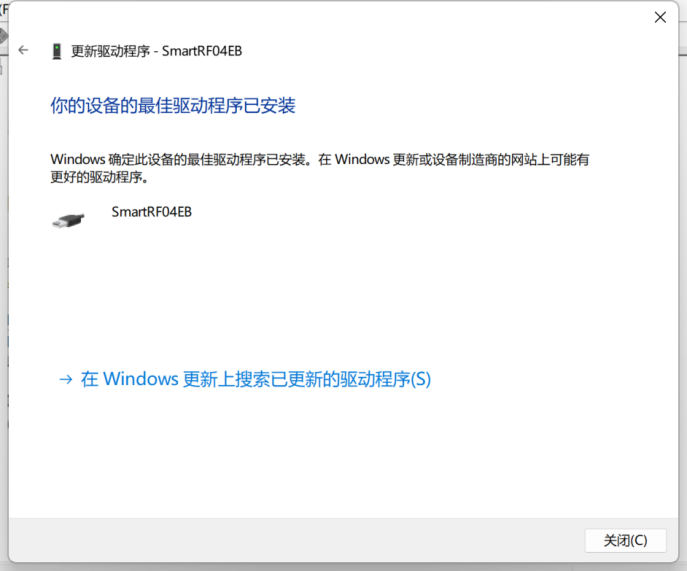 更新驱动程序 - SmartRF04EB
你的设备的最佳驱动程序已安装
Windows 确定此设备的最佳驱动程序已安装。在 Windows 更新或设备制造商的网站上可能有
更好的驱动程序。
SmartRF04EB
在 Windows 更新上搜索已更新的驱动程序(S)
关闭(C)